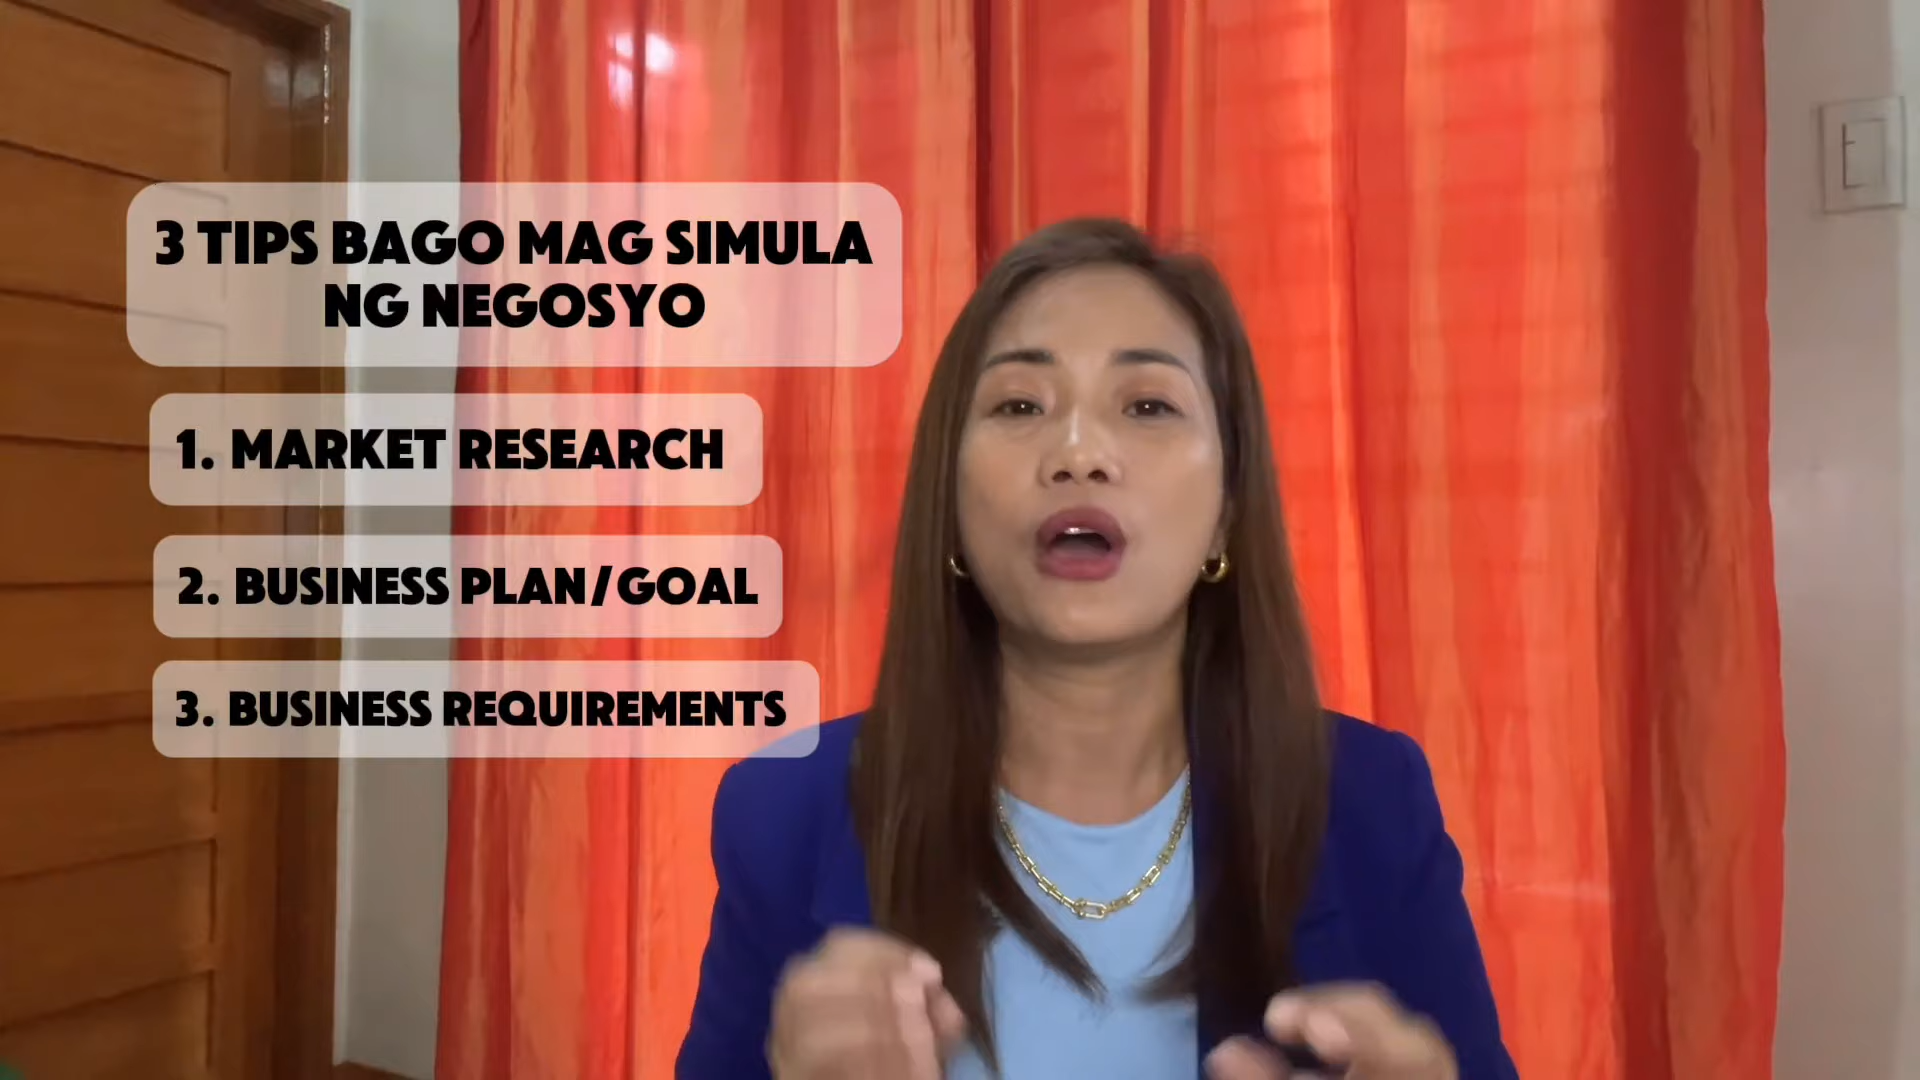 3 TIPS BAGO MAG SIMULA
NG NEGOSYO
1. MARKET RESEARCH
2. BUSINESS PLAN/GOAL
3. BUSINESS REQUIREMENTS